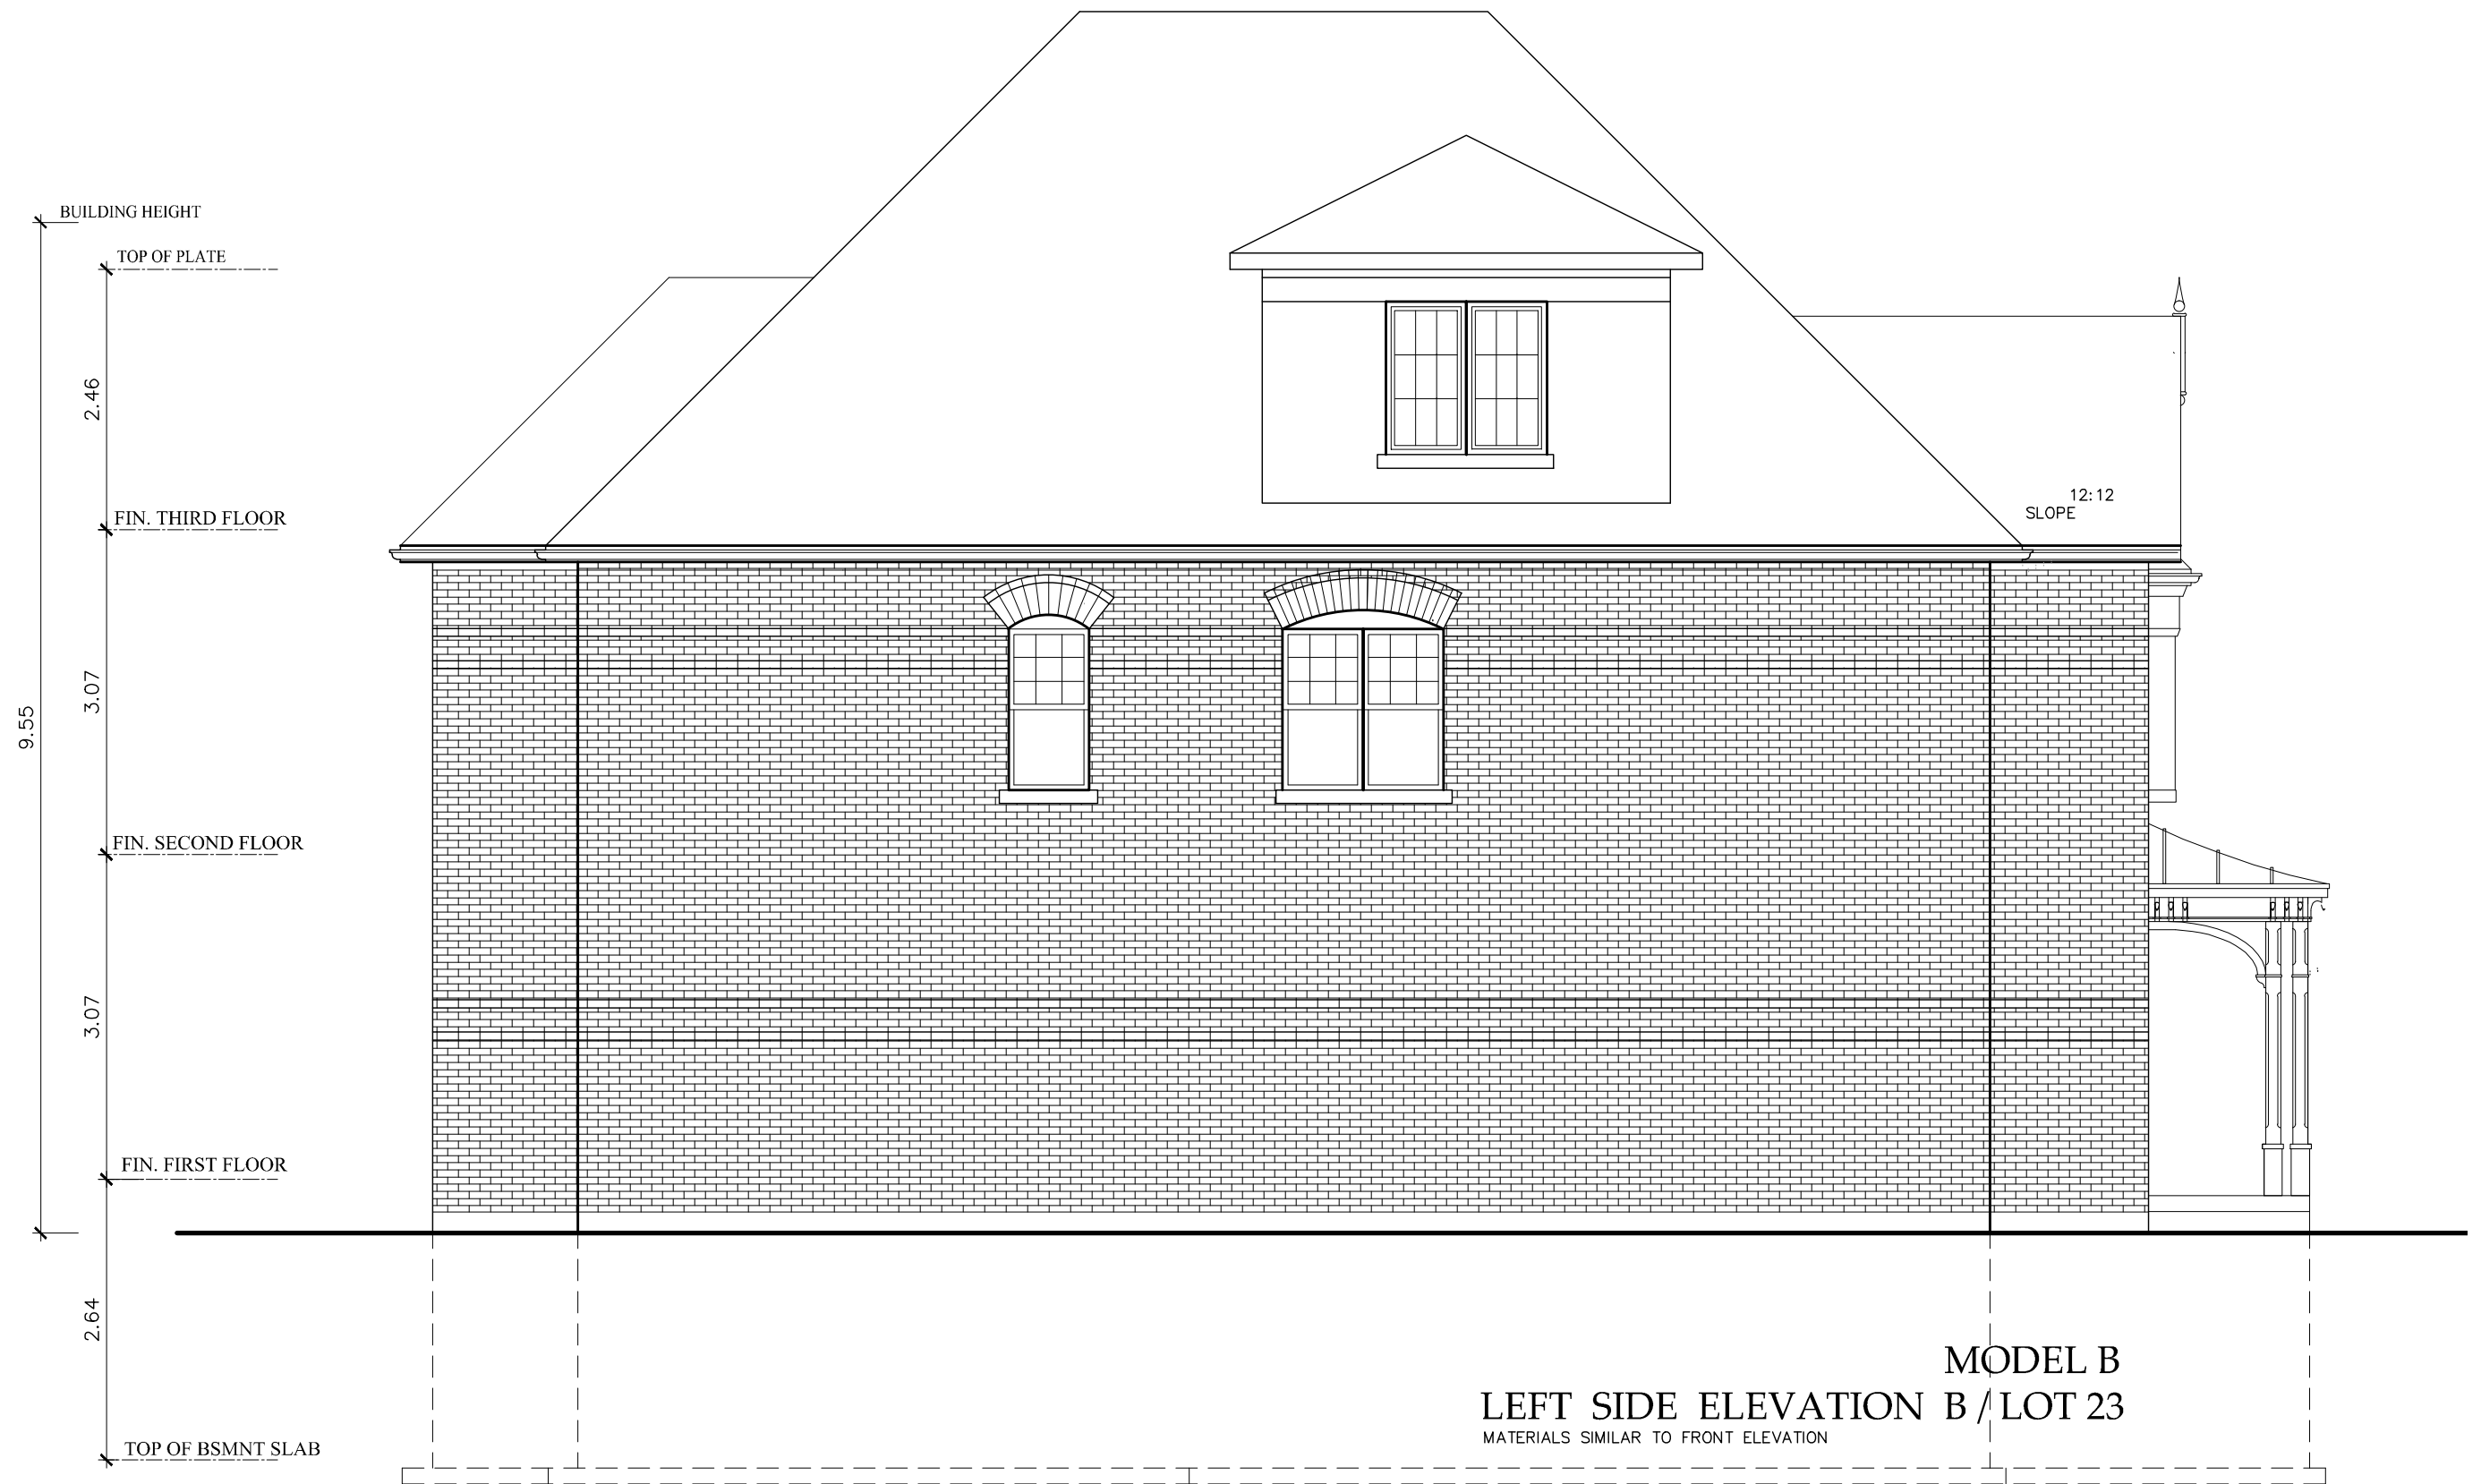 BUILDING HEIGHT
TOP OF PLATE
2.46
FIN. THIRD FLOOR
12:12
SLOPE
3.07
9.55
FIN. SECOND FLOOR
3.07
FIN. FIRST FLOOR
2.64
TOP OF BSMNT SLAB
MODEL B
LEFT SIDE ELEVATION B / LOT 23
MATERIALS SIMILAR TO FRONT ELEVATION